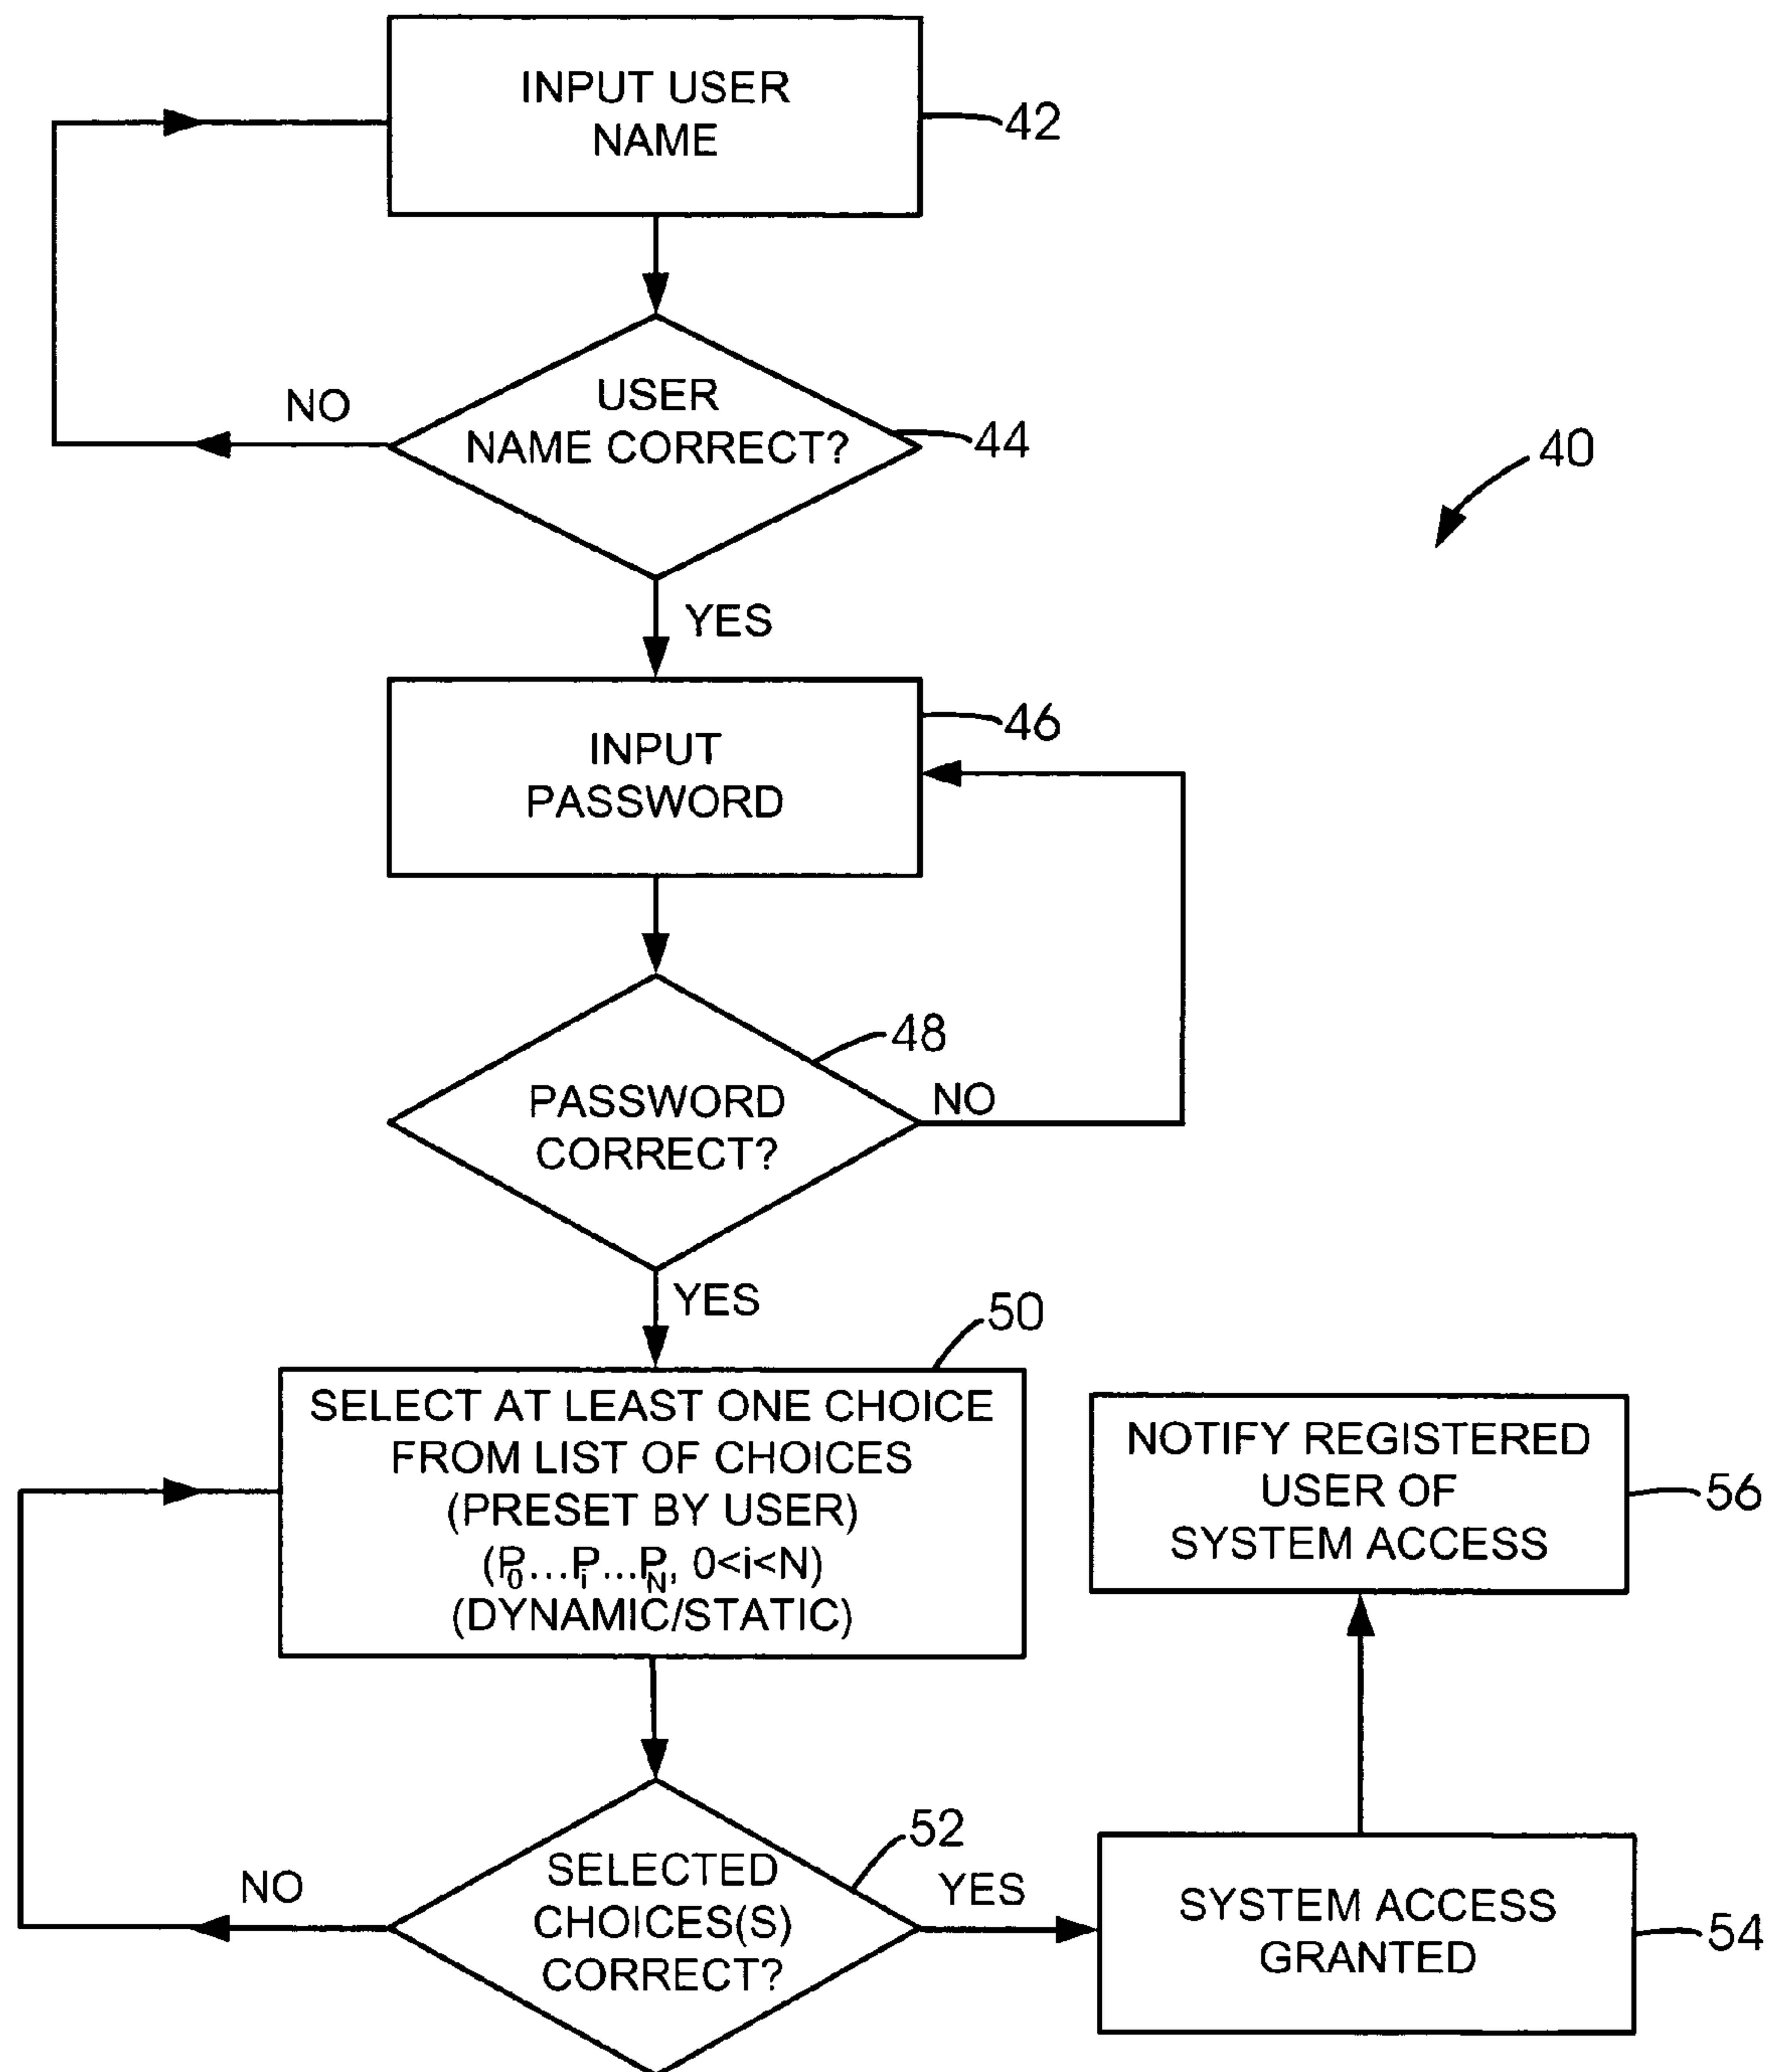 INPUT USER
NAME
42
USER
NAME CORRECT?
44
NO
40
YES
INPUT
PASSWORD
46
PASSWORD
CORRECT?
48
NO
YES
50
SELECT AT LEAST ONE CHOICE
FROM LIST OF CHOICES
(PRESET BY USER)
(P₀...Pᵢ...P_N, 0<i<N)
(DYNAMIC/STATIC)
NOTIFY REGISTERED
USER OF
SYSTEM ACCESS
56
SELECTED
CHOICES(S)
CORRECT?
52
NO
YES
SYSTEM ACCESS
GRANTED
54